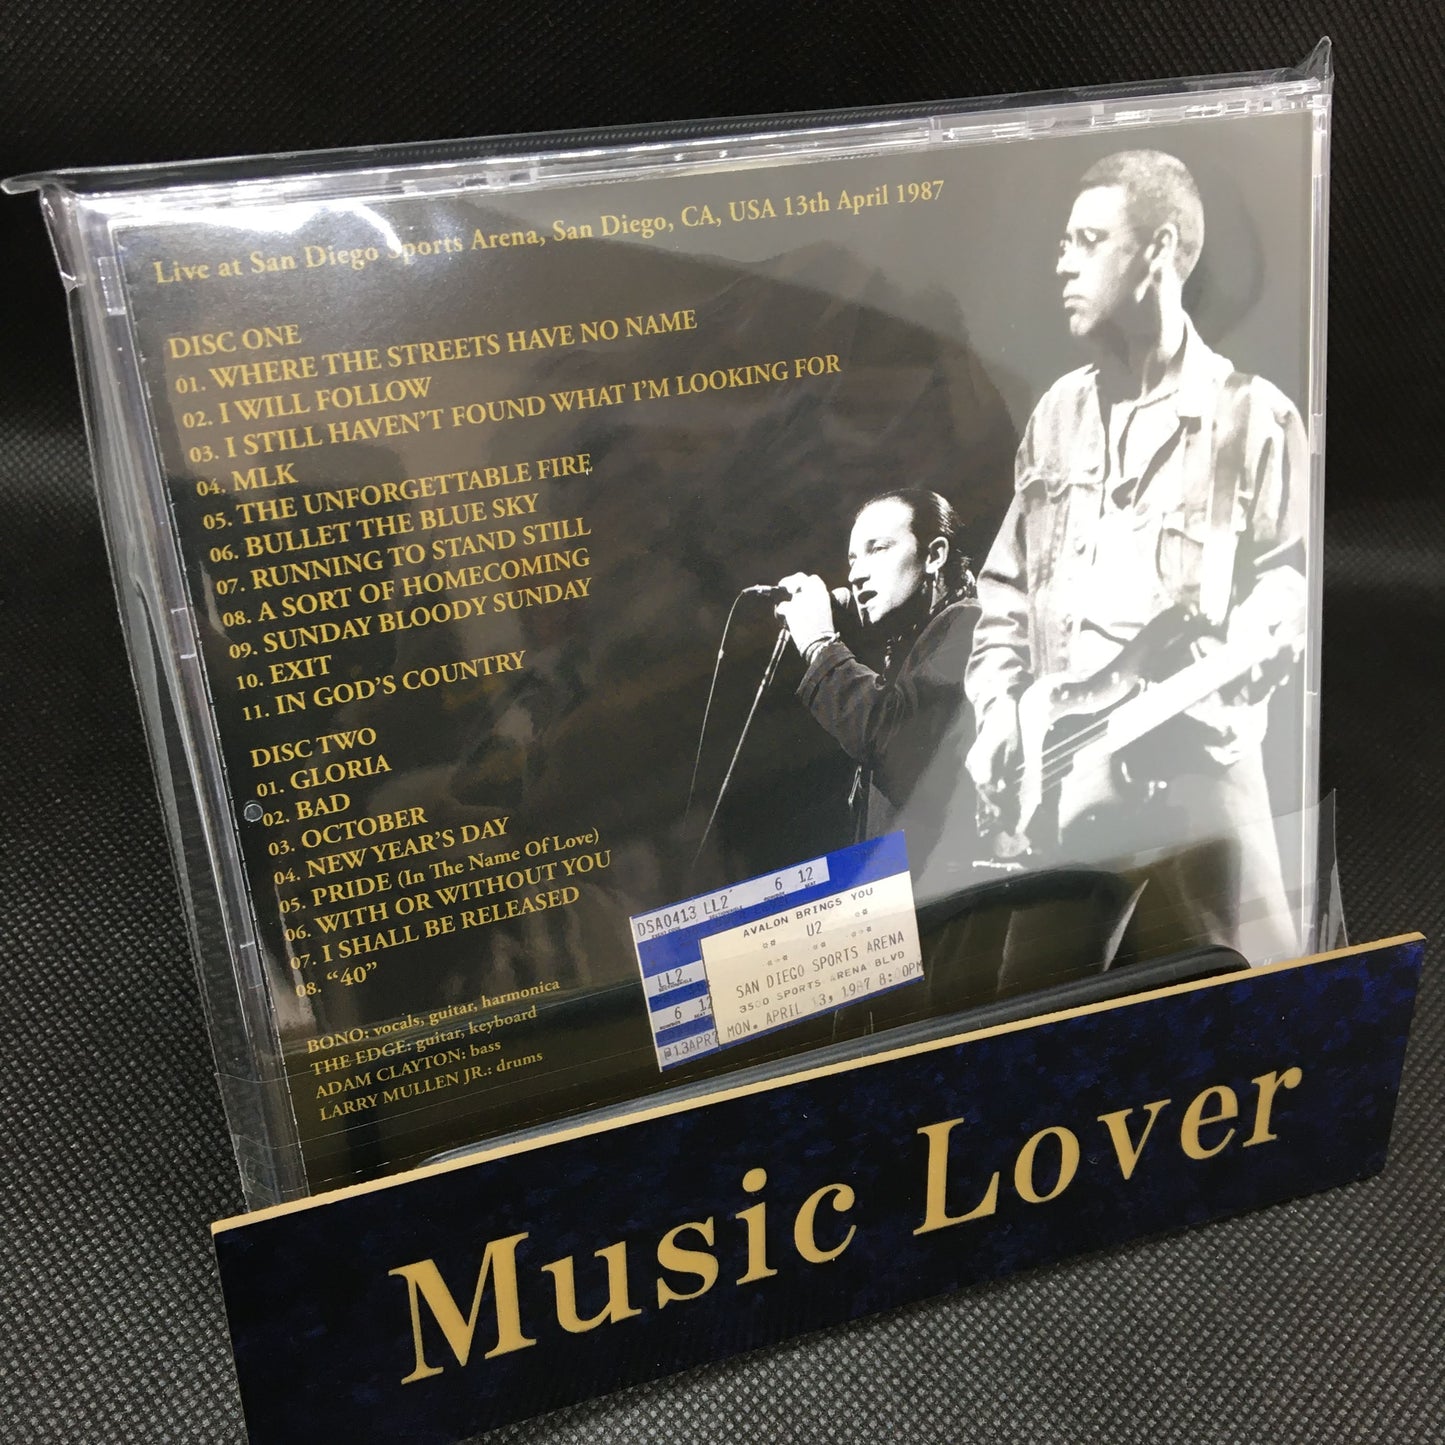 Live at San Diego Sports Arena, San Diego, CA, USA 13th April 1987
DISC ONE
01. WHERE THE STREETS HAVE NO NAME
02. I WILL FOLLOW
03. I STILL HAVEN'T FOUND WHAT I'M LOOKING FOR
04. MLK
05. THE UNFORGETTABLE FIRE
06. BULLET THE BLUE SKY
07. RUNNING TO STAND STILL
08. A SORT OF HOMECOMING
09. SUNDAY BLOODY SUNDAY
10. EXIT
11. IN GOD'S COUNTRY
DISC TWO
01. GLORIA
02. BAD
03. OCTOBER
04. NEW YEAR'S DAY
05. PRIDE (In The Name Of Love)
06. WITH OR WITHOUT YOU
07. I SHALL BE RELEASED
08. "40"
BONO: vocals, guitar, harmonica
THE EDGE: guitar, keyboard
ADAM CLAYTON: bass
LARRY MULLEN JR.: drums
DSA0413 LL2 6 12
LL2
6 12
AVALON BRINGS YOU
U2
SAN DIEGO SPORTS ARENA
3500 SPORTS ARENA BLVD
MON. APRIL 13, 1987 8:00PM
Music Lover